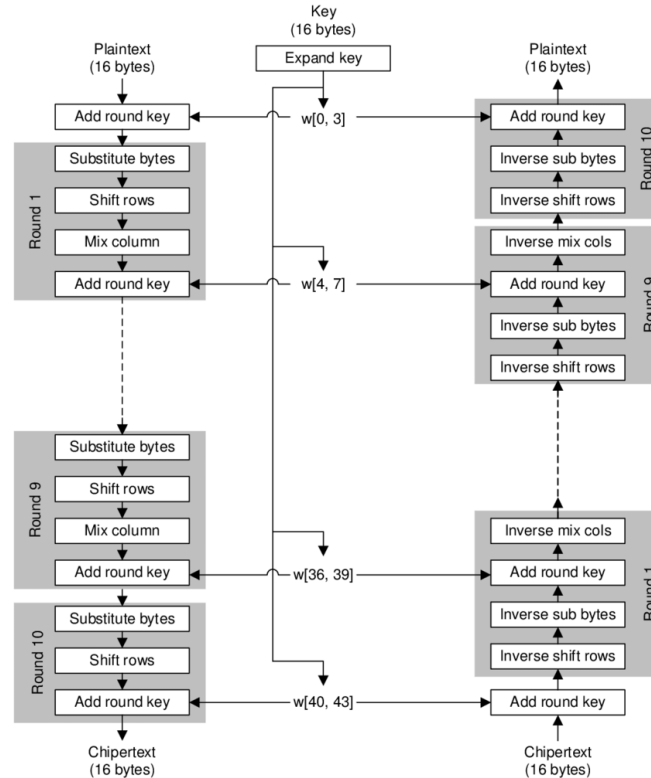 Key
(16 bytes)
Expand key
Plaintext
(16 bytes)
Add round key
Round 1
Substitute bytes
Shift rows
Mix column
Add round key
Round 9
Substitute bytes
Shift rows
Mix column
Add round key
Round 10
Substitute bytes
Shift rows
Add round key
Chipertext
(16 bytes)
w[0, 3]
w[4, 7]
w[36, 39]
w[40, 43]
Plaintext
(16 bytes)
Add round key
Inverse sub bytes
Inverse shift rows
Round 10
Inverse mix cols
Add round key
Inverse sub bytes
Inverse shift rows
Round 9
Inverse mix cols
Add round key
Inverse sub bytes
Inverse shift rows
Round 1
Add round key
Chipertext
(16 bytes)